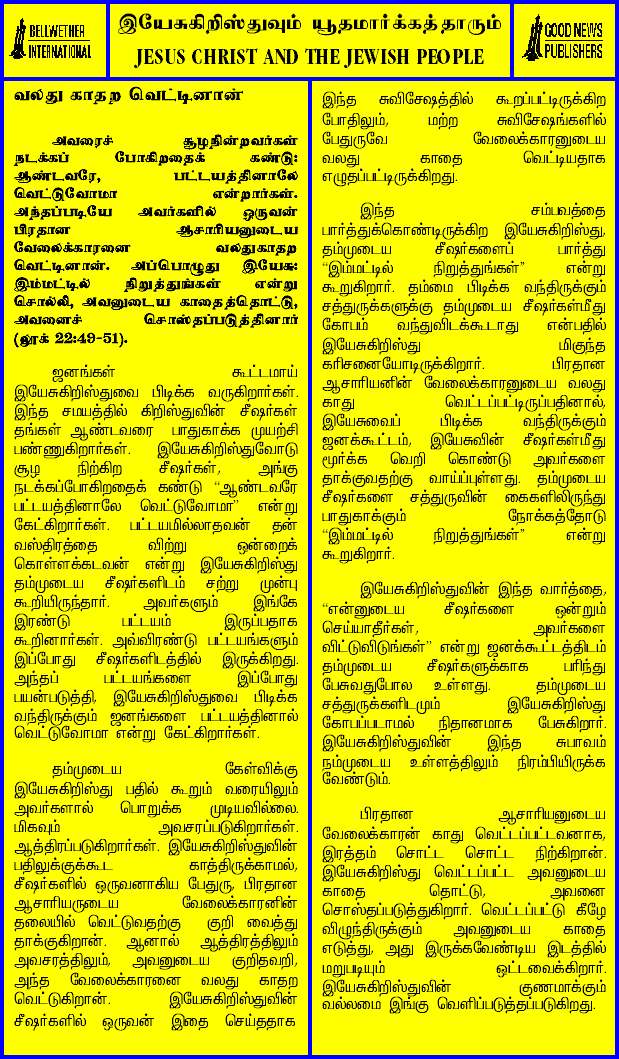 BELLWETHER
INTERNATIONAL
இயேசுகிறிஸ்துவும் யூதமார்க்கத்தாரும்
JESUS CHRIST AND THE JEWISH PEOPLE
GOOD NEWS
PUBLISHERS
வலது காதற வெட்டினான்
அவரைச் சூழநின்றவர்கள்
நடக்கப் போகிறதைக் கண்டு:
ஆண்டவரே, பட்டயத்தினாலே
வெட்டுவோமா என்றார்கள்.
அந்தப்படியே அவர்களில் ஒருவன்
பிரதான ஆசாரியனுடைய
வேலைக்காரனை வலதுகாதற
வெட்டினான். அப்பொழுது இயேசு:
இம்மட்டில் நிறுத்துங்கள் என்று
சொல்லி, அவனுடைய காதைத்தொட்டு,
அவனைச் சொஸ்தப்படுத்தினார்
(லூக் 22:49-51).
ஜனங்கள் கூட்டமாய்
இயேசுகிறிஸ்துவை பிடிக்க வருகிறார்கள்.
இந்த சமயத்தில் கிறிஸ்துவின் சீஷர்கள்
தங்கள் ஆண்டவரை பாதுகாக்க முயற்சி
பண்ணுகிறார்கள். இயேசுகிறிஸ்துவோடு
சூழ நிற்கிற சீஷர்கள், அங்கு
நடக்கப்போகிறதைக் கண்டு “ஆண்டவரே
பட்டயத்தினாலே வெட்டுவோமா” என்று
கேட்கிறார்கள். பட்டயமில்லாதவன் தன்
வஸ்திரத்தை விற்று ஒன்றைக்
கொள்ளக்கடவன் என்று இயேசுகிறிஸ்து
தம்முடைய சீஷர்களிடம் சற்று முன்பு
கூறியிருந்தார். அவர்களும் இங்கே
இரண்டு பட்டயம் இருப்பதாக
கூறினார்கள். அவ்விரண்டு பட்டயங்களும்
இப்போது சீஷர்களிடத்தில் இருக்கிறது.
அந்தப் பட்டயங்களை இப்போது
பயன்படுத்தி, இயேசுகிறிஸ்துவை பிடிக்க
வந்திருக்கும் ஜனங்களை பட்டயத்தினால்
வெட்டுவோமா என்று கேட்கிறார்கள்.
தம்முடைய கேள்விக்கு
இயேசுகிறிஸ்து பதில் கூறும் வரையிலும்
அவர்களால் பொறுக்க முடியவில்லை.
மிகவும் அவசரப்படுகிறார்கள்.
ஆத்திரப்படுகிறார்கள். இயேசுகிறிஸ்துவின்
பதிலுக்குக்கூட காத்திருக்காமல்,
சீஷர்களில் ஒருவனாகிய பேதுரு, பிரதான
ஆசாரியருடைய வேலைக்காரனின்
தலையில் வெட்டுவதற்கு குறி வைத்து
தாக்குகிறான். ஆனால் ஆத்திரத்திலும்
அவசரத்திலும், அவனுடைய குறிதவறி,
அந்த வேலைக்காரனை வலது காதற
வெட்டுகிறான். இயேசுகிறிஸ்துவின்
சீஷர்களில் ஒருவன் இதை செய்ததாக
இந்த சுவிசேஷத்தில் கூறப்பட்டிருக்கிற
போதிலும், மற்ற சுவிசேஷங்களில்
பேதுருவே வேலைக்காரனுடைய
வலது காதை வெட்டியதாக
எழுதப்பட்டிருக்கிறது.
இந்த சம்பவத்தை
பார்த்துக்கொண்டிருக்கிற இயேசுகிறிஸ்து,
தம்முடைய சீஷர்களைப் பார்த்து
“இம்மட்டில் நிறுத்துங்கள்” என்று
கூறுகிறார். தம்மை பிடிக்க வந்திருக்கும்
சத்துருக்களுக்கு தம்முடைய சீஷர்கள்மீது
கோபம் வந்துவிடக்கூடாது என்பதில்
இயேசுகிறிஸ்து மிகுந்த
கரிசனையோடிருக்கிறார். பிரதான
ஆசாரியனின் வேலைக்காரனுடைய வலது
காது வெட்டப்பட்டிருப்பதினால்,
இயேசுவைப் பிடிக்க வந்திருக்கும்
ஜனக்கூட்டம், இயேசுவின் சீஷர்கள்மீது
மூர்க்க வெறி கொண்டு அவர்களை
தாக்குவதற்கு வாய்ப்புள்ளது. தம்முடைய
சீஷர்களை சத்துருவின் கைகளிலிருந்து
பாதுகாக்கும் நோக்கத்தோடு
“இம்மட்டில் நிறுத்துங்கள்” என்று
கூறுகிறார்.
இயேசுகிறிஸ்துவின் இந்த வார்த்தை,
“என்னுடைய சீஷர்களை ஒன்றும்
செய்யாதீர்கள், அவர்களை
விட்டுவிடுங்கள்” என்று ஜனக்கூட்டத்திடம்
தம்முடைய சீஷர்களுக்காக பரிந்து
பேசுவதுபோல உள்ளது. தம்முடைய
சத்துருக்களிடமும் இயேசுகிறிஸ்து
கோபப்படாமல் நிதானமாக பேசுகிறார்.
இயேசுகிறிஸ்துவின் இந்த சுபாவம்
நம்முடைய உள்ளத்திலும் நிரம்பியிருக்க
வேண்டும்.
பிரதான ஆசாரியனுடைய
வேலைக்காரன் காது வெட்டப்பட்டவனாக,
இரத்தம் சொட்ட சொட்ட நிற்கிறான்.
இயேசுகிறிஸ்து வெட்டப்பட்ட அவனுடைய
காதை தொட்டு, அவனை
சொஸ்தப்படுத்துகிறார். வெட்டப்பட்டு கீழே
விழுந்திருக்கும் அவனுடைய காதை
எடுத்து, அது இருக்கவேண்டிய இடத்தில்
மறுபடியும் ஒட்டவைக்கிறார்.
இயேசுகிறிஸ்துவின் குணமாக்கும்
வல்லமை இங்கு வெளிப்படுத்தப்படுகிறது.